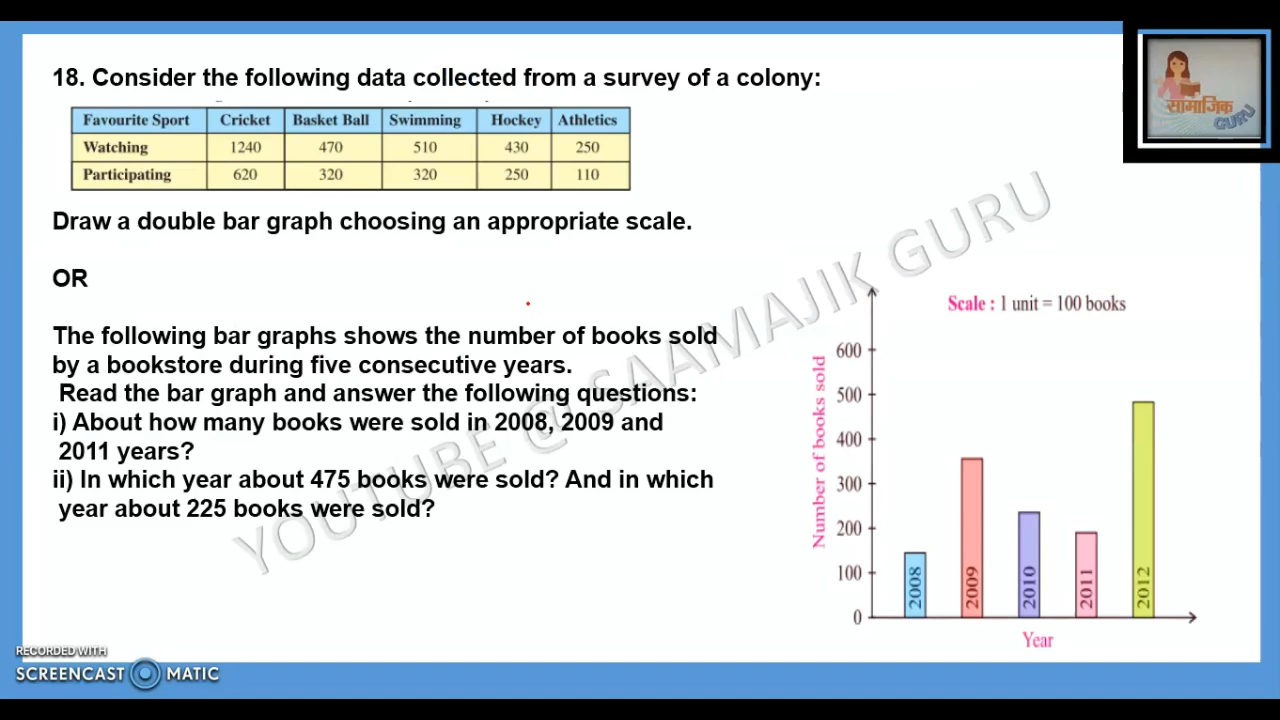 18. Consider the following data collected from a survey of a colony:
Favourite Sport Cricket Basket Ball Swimming Hockey Athletics
Watching 1240 470 510 430 250
Participating 620 320 320 250 110
Draw a double bar graph choosing an appropriate scale.
OR
The following bar graphs shows the number of books sold
by a bookstore during five consecutive years.
Read the bar graph and answer the following questions:
i) About how many books were sold in 2008, 2009 and
2011 years?
ii) In which year about 475 books were sold? And in which
year about 225 books were sold?
Scale : 1 unit = 100 books
Number of books sold
600
500
400
300
200
100
0
2008 2009 2010 2011 2012
Year
YOUTUBE @ SAAMAJIK GURU
सामाजिक
GURU
RECORDED WITH
SCREENCAST MATIC